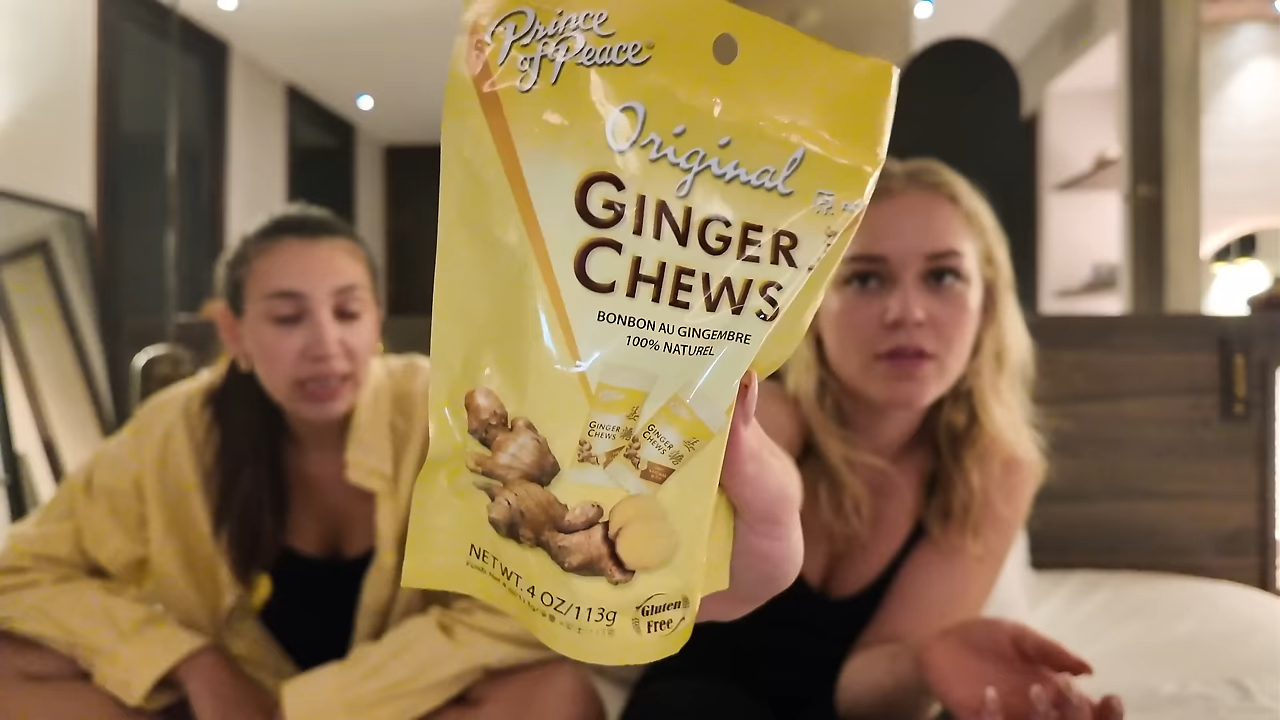 Prince
of Peace
Original
GINGER
CHEWS
BONBON AU GINGEMBRE
100% NATUREL
GINGER
CHEWS
GINGER
CHEWS
NET WT. 4 OZ/113g
Gluten
Free